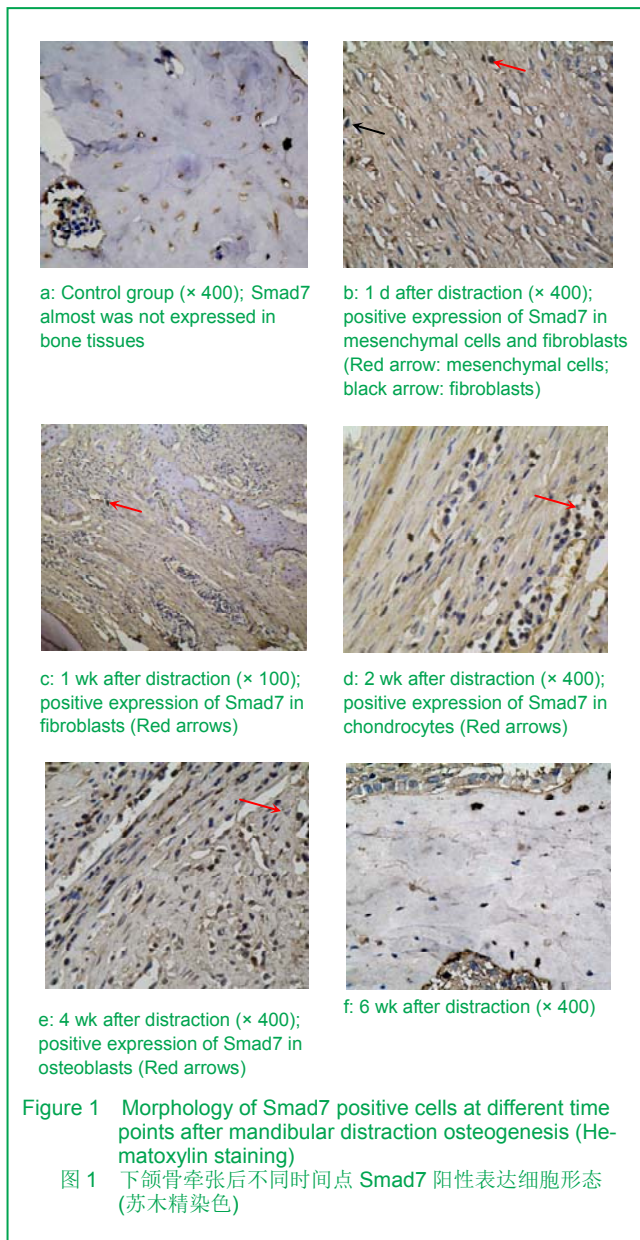 a: Control group (× 400); Smad7
almost was not expressed in
bone tissues
b: 1 d after distraction (× 400);
positive expression of Smad7 in
mesenchymal cells and fibroblasts
(Red arrow: mesenchymal cells;
black arrow: fibroblasts)
c: 1 wk after distraction (× 100);
positive expression of Smad7 in
fibroblasts (Red arrows)
d: 2 wk after distraction (× 400);
positive expression of Smad7 in
chondrocytes (Red arrows)
e: 4 wk after distraction (× 400);
positive expression of Smad7 in
osteoblasts (Red arrows)
f: 6 wk after distraction (× 400)
Figure 1 Morphology of Smad7 positive cells at different time
points after mandibular distraction osteogenesis (He-
matoxylin staining)
图 1 下颌骨牵张后不同时间点 Smad7 阳性表达细胞形态
(苏木精染色)